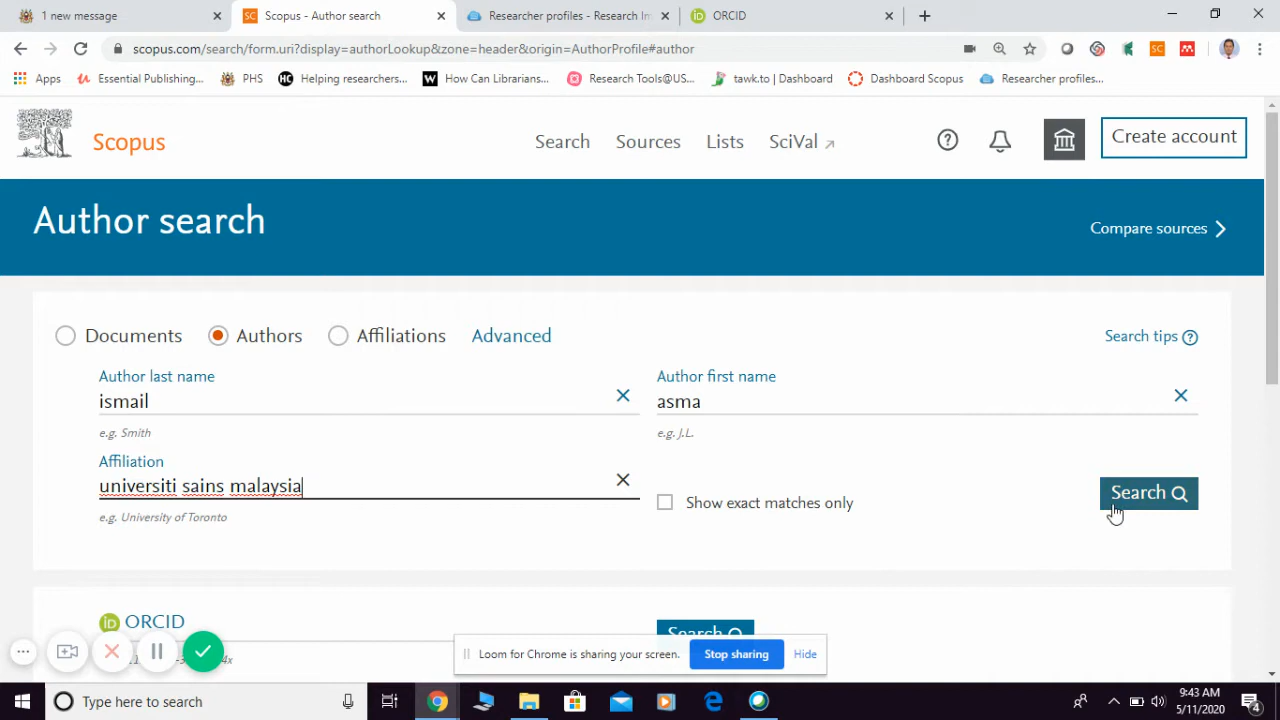 1 new message
Scopus - Author search
Researcher profiles - Research Im
ORCID
scopus.com/search/form.uri?display=authorLookup&zone=header&origin=AuthorProfile#author
Apps
Essential Publishing...
PHS
Helping researchers...
How Can Librarians...
Research Tools@US...
tawk.to | Dashboard
Dashboard Scopus
Researcher profiles...
Scopus
Search
Sources
Lists
SciVal
Create account
Author search
Compare sources
Documents
Authors
Affiliations
Advanced
Search tips
Author last name
ismail
e.g. Smith
Author first name
asma
e.g. J.L.
Affiliation
universiti sains malaysia
e.g. University of Toronto
Show exact matches only
Search
ORCID
Search
Loom for Chrome is sharing your screen.
Stop sharing
Hide
Type here to search
9:43 AM
5/11/2020
4